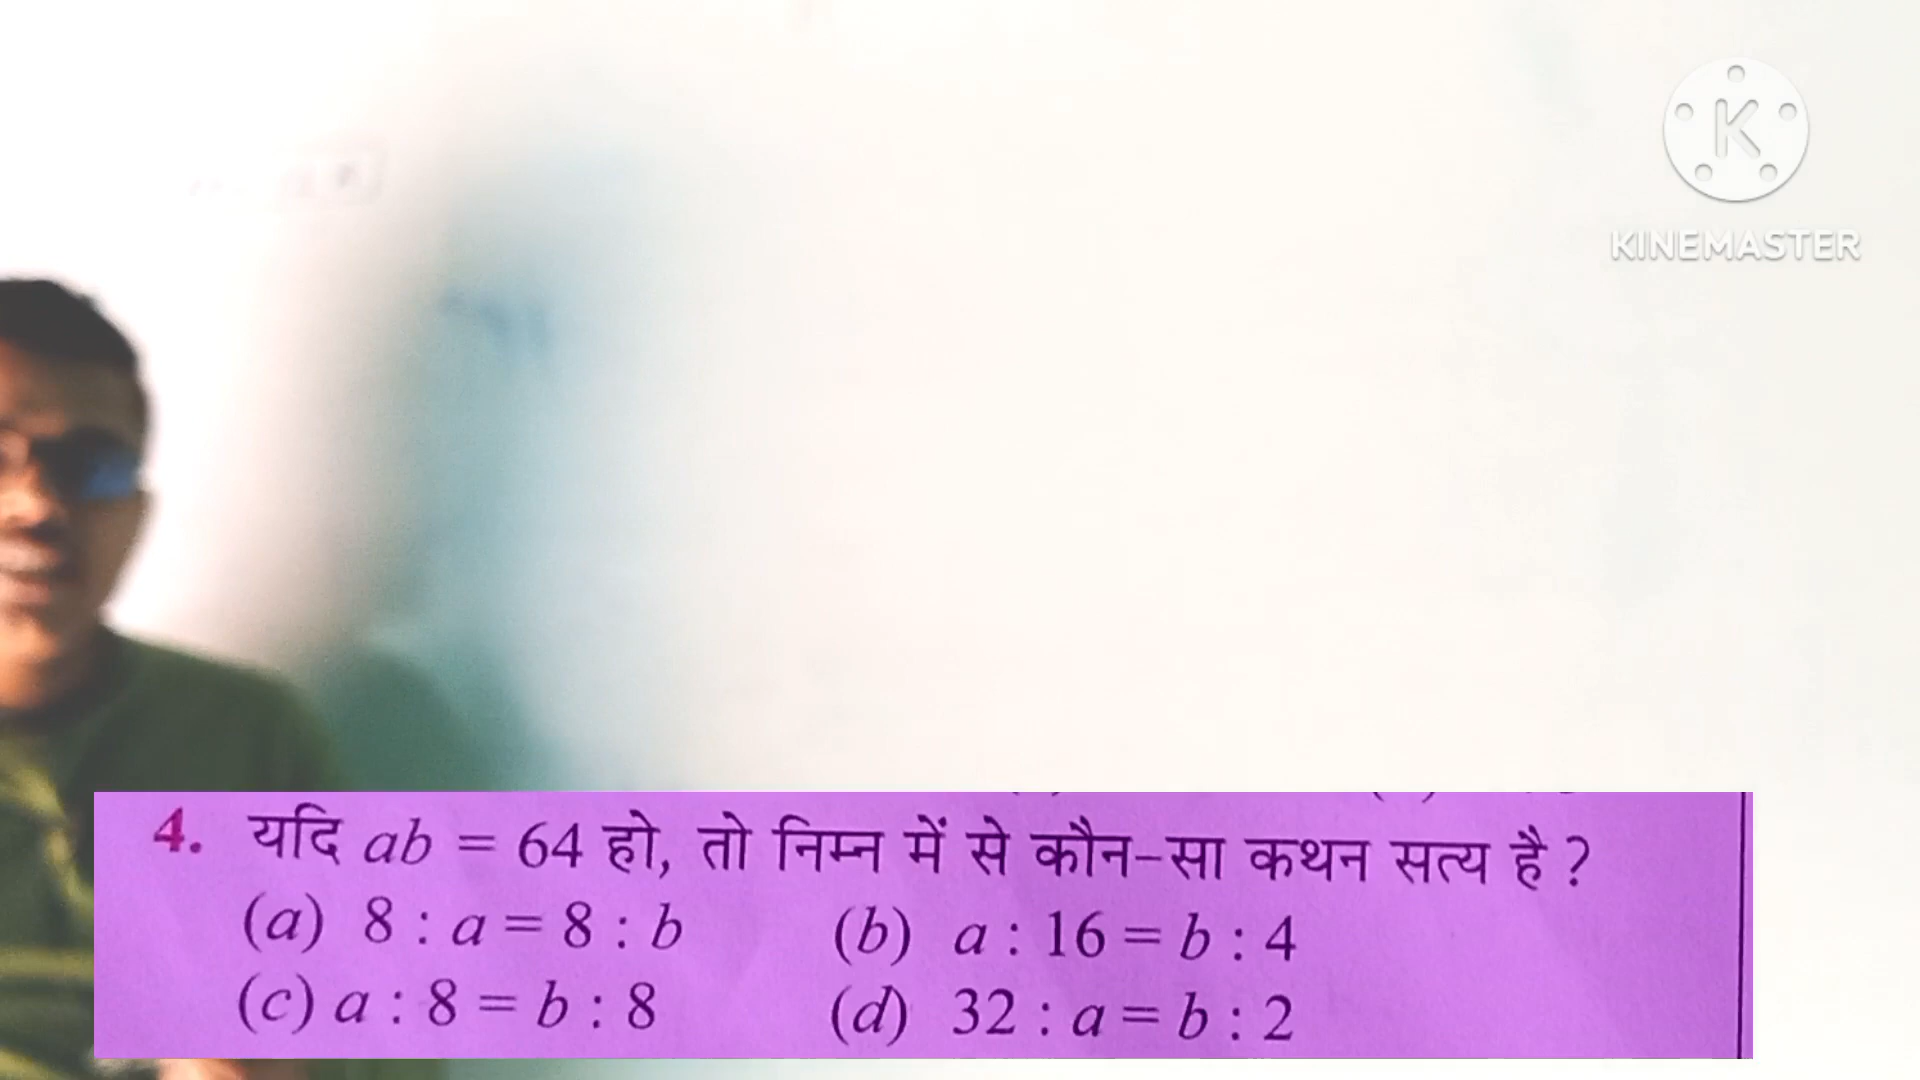 K
KINEMASTER
4. यदि ab = 64 हो, तो निम्न में से कौन-सा कथन सत्य है ?
(a) 8 : a = 8 : b (b) a : 16 = b : 4
(c) a : 8 = b : 8 (d) 32 : a = b : 2